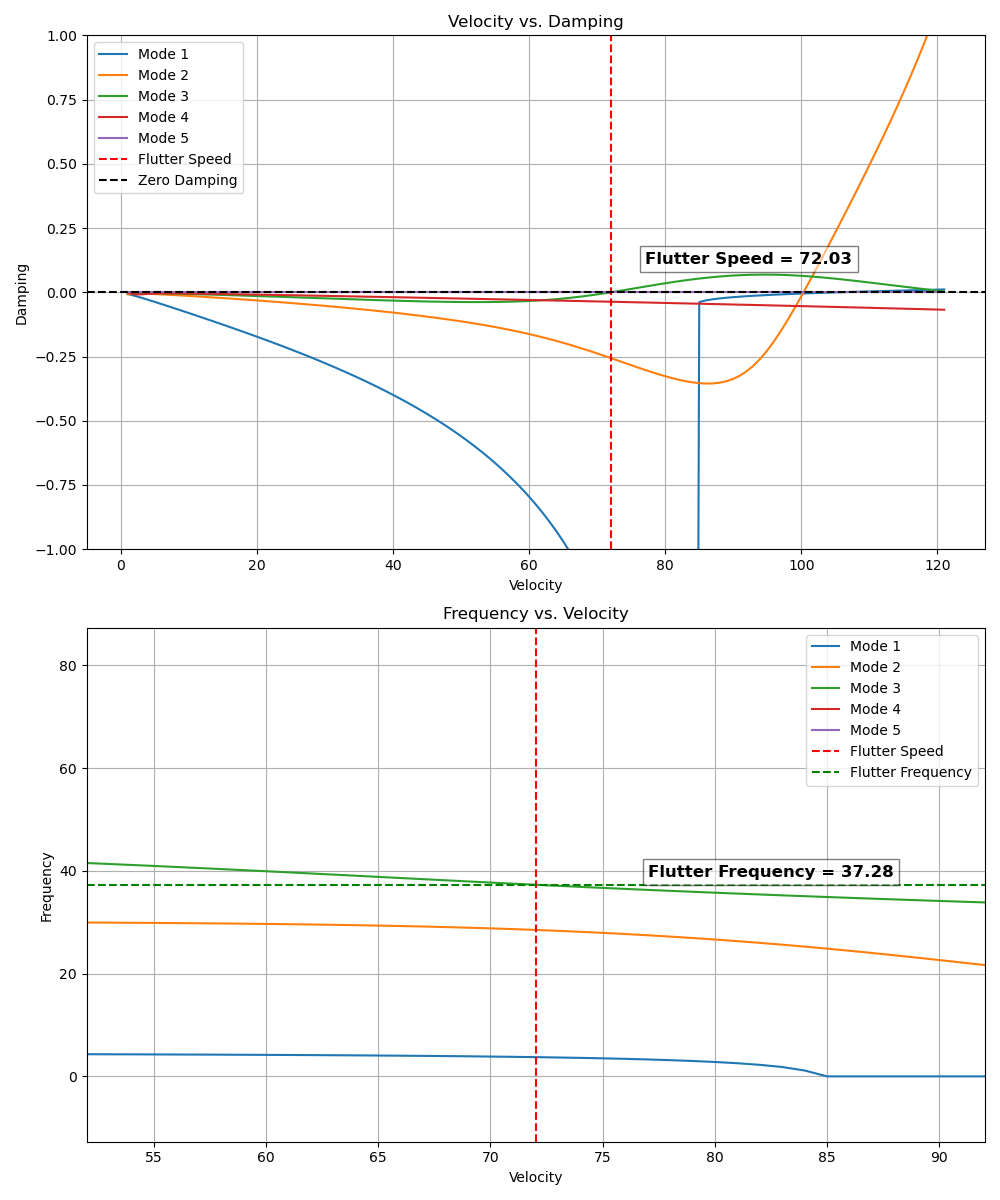 Velocity vs. Damping
1.00
0.75
0.50
0.25
0.00
−0.25
−0.50
−0.75
−1.00
Damping
Mode 1
Mode 2
Mode 3
Mode 4
Mode 5
Flutter Speed
Zero Damping
Flutter Speed = 72.03
0 20 40 60 80 100 120
Velocity
Frequency vs. Velocity
80
60
40
20
0
Frequency
Mode 1
Mode 2
Mode 3
Mode 4
Mode 5
Flutter Speed
Flutter Frequency
Flutter Frequency = 37.28
55 60 65 70 75 80 85 90
Velocity